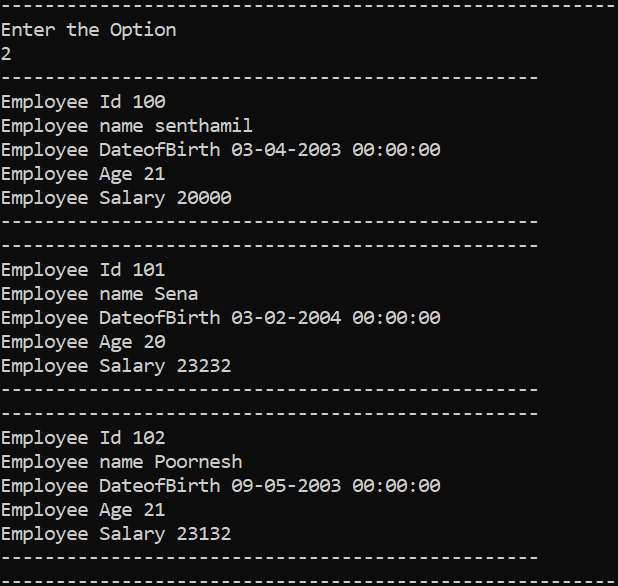 --------------------------------------------------------
Enter the Option
2
-------------------------------------------------
Employee Id 100
Employee name senthamil
Employee DateofBirth 03-04-2003 00:00:00
Employee Age 21
Employee Salary 20000
-------------------------------------------------
-------------------------------------------------
Employee Id 101
Employee name Sena
Employee DateofBirth 03-02-2004 00:00:00
Employee Age 20
Employee Salary 23232
-------------------------------------------------
-------------------------------------------------
Employee Id 102
Employee name Poornesh
Employee DateofBirth 09-05-2003 00:00:00
Employee Age 21
Employee Salary 23132
-------------------------------------------------
--------------------------------------------------------